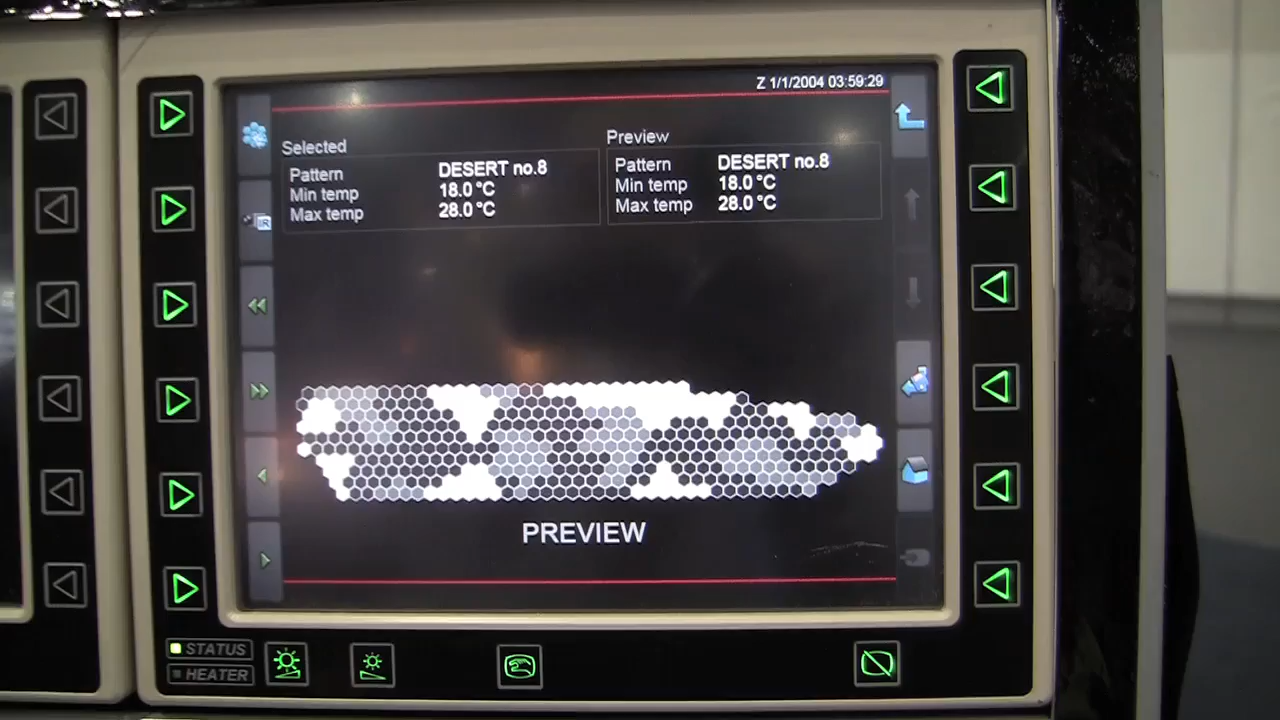 Z 1/1/2004 03:59:29
Selected
Pattern DESERT no.8
Min temp 18.0 °C
Max temp 28.0 °C
Preview
Pattern DESERT no.8
Min temp 18.0 °C
Max temp 28.0 °C
IR
PREVIEW
STATUS
HEATER